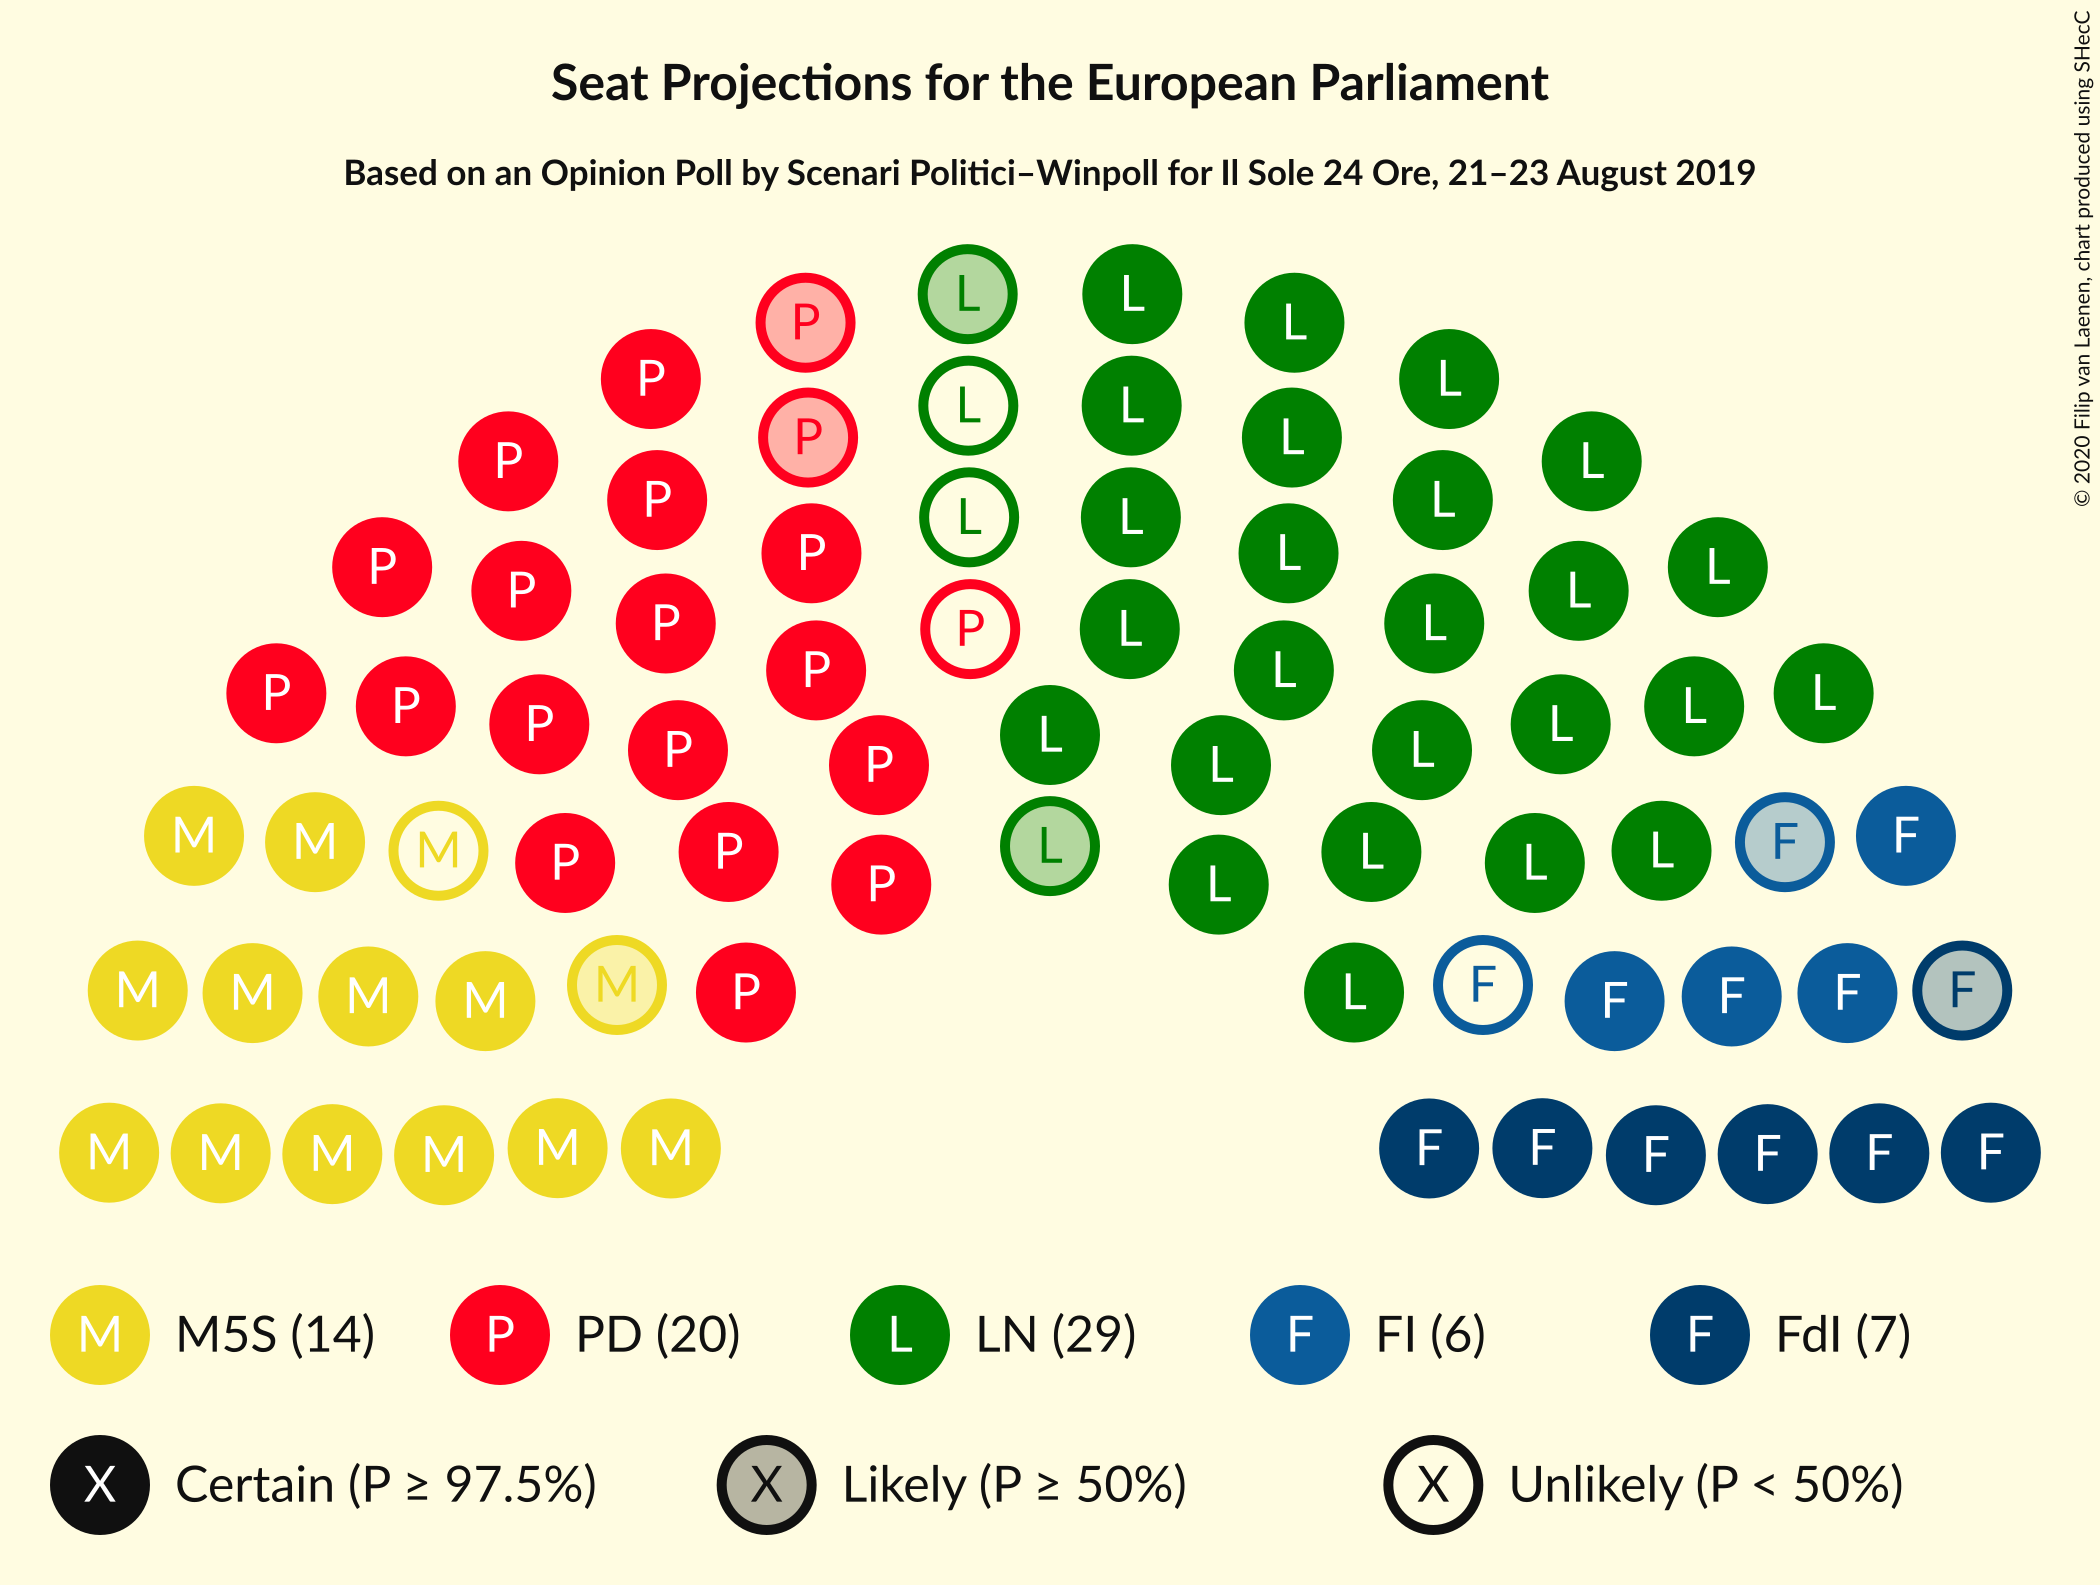 Seat Projections for the European Parliament
Based on an Opinion Poll by Scenari Politici–Winpoll for Il Sole 24 Ore, 21–23 August 2019
© 2020 Filip van Laenen, chart produced using SHecC
L L
P L
P L
P L L P
P L
P L L P
P L
P L L P
P L
P L L P
P L
P P P P L L L L
P L L P
M M M P P P L L L L L F F
M M M M M P L F F F F F
M M M M M M F F F F F F
M M5S (14) P PD (20) L LN (29) F FI (6) F FdI (7)
X Certain (P ≥ 97.5%) X Likely (P ≥ 50%) X Unlikely (P < 50%)